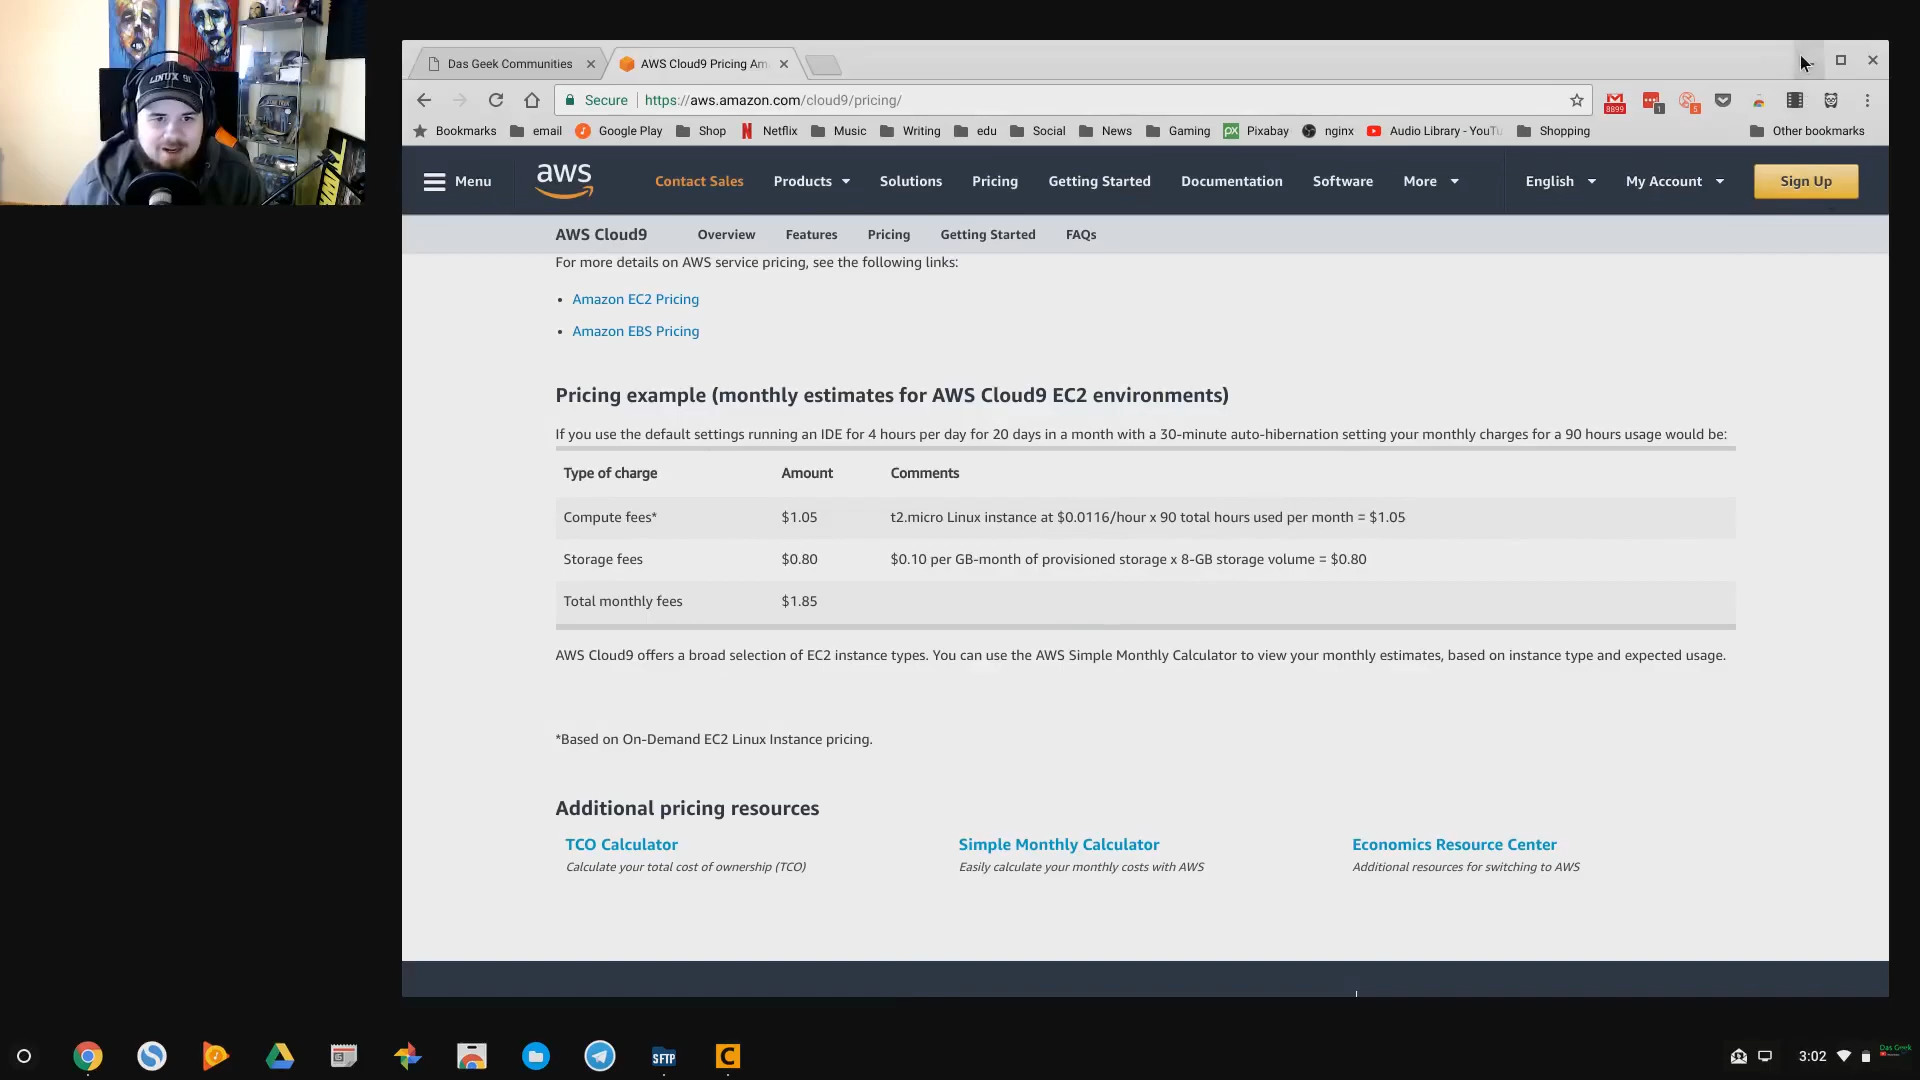 LINUX
Das Geek Communities
AWS Cloud9 Pricing Am
Secure
https://aws.amazon.com/cloud9/pricing/
8899
1
5
Bookmarks
email
Google Play
Shop
Netflix
Music
Writing
edu
Social
News
Gaming
px
Pixabay
nginx
Audio Library - YouTu
Shopping
Other bookmarks
Menu
aws
Contact Sales
Products
Solutions
Pricing
Getting Started
Documentation
Software
More
English
My Account
Sign Up
AWS Cloud9
Overview
Features
Pricing
Getting Started
FAQs
For more details on AWS service pricing, see the following links:
• Amazon EC2 Pricing
• Amazon EBS Pricing
Pricing example (monthly estimates for AWS Cloud9 EC2 environments)
If you use the default settings running an IDE for 4 hours per day for 20 days in a month with a 30-minute auto-hibernation setting your monthly charges for a 90 hours usage would be:
Type of charge Amount Comments
Compute fees* $1.05 t2.micro Linux instance at $0.0116/hour x 90 total hours used per month = $1.05
Storage fees $0.80 $0.10 per GB-month of provisioned storage x 8-GB storage volume = $0.80
Total monthly fees $1.85
AWS Cloud9 offers a broad selection of EC2 instance types. You can use the AWS Simple Monthly Calculator to view your monthly estimates, based on instance type and expected usage.
*Based on On-Demand EC2 Linux Instance pricing.
Additional pricing resources
TCO Calculator
Calculate your total cost of ownership (TCO)
Simple Monthly Calculator
Easily calculate your monthly costs with AWS
Economics Resource Center
Additional resources for switching to AWS
SFTP
C
3:02
Das Geek